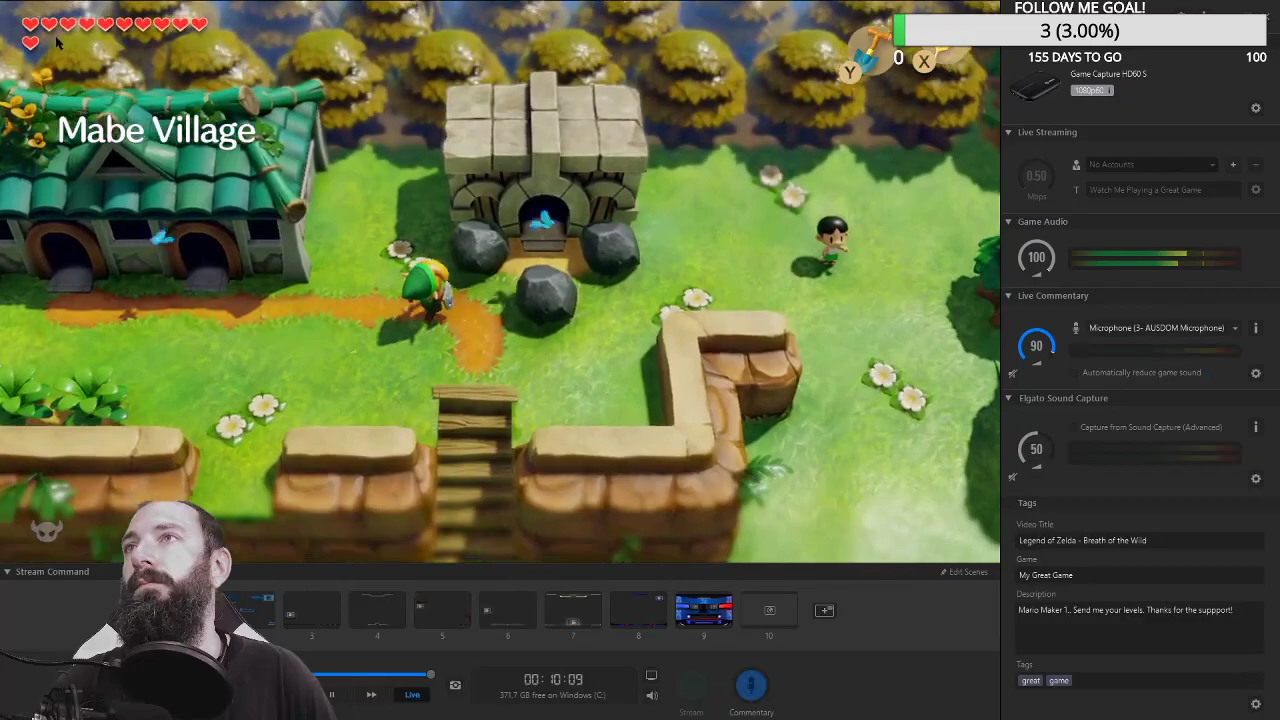 FOLLOW ME GOAL!
3 (3.00%)
155 DAYS TO GO 100
Y 0 X
Mabe Village
Game Capture HD60 S
1080p60 i
Live Streaming
0.50
Mbps
No Accounts
Watch Me Playing a Great Game
Game Audio
100
Live Commentary
90
Microphone (3- AUSDOM Microphone)
Automatically reduce game sound
Elgato Sound Capture
50
Capture from Sound Capture (Advanced)
Tags
Video Title
Legend of Zelda - Breath of the Wild
Game
My Great Game
Description
Mario Maker 1.. Send me your levels. Thanks for the suppport!
Tags
great game
Stream Command
Edit Scenes
3 4 5 6 7 8 9 10
Live
00:10:09
371.7 GB free on Windows (C:)
Stream
Commentary